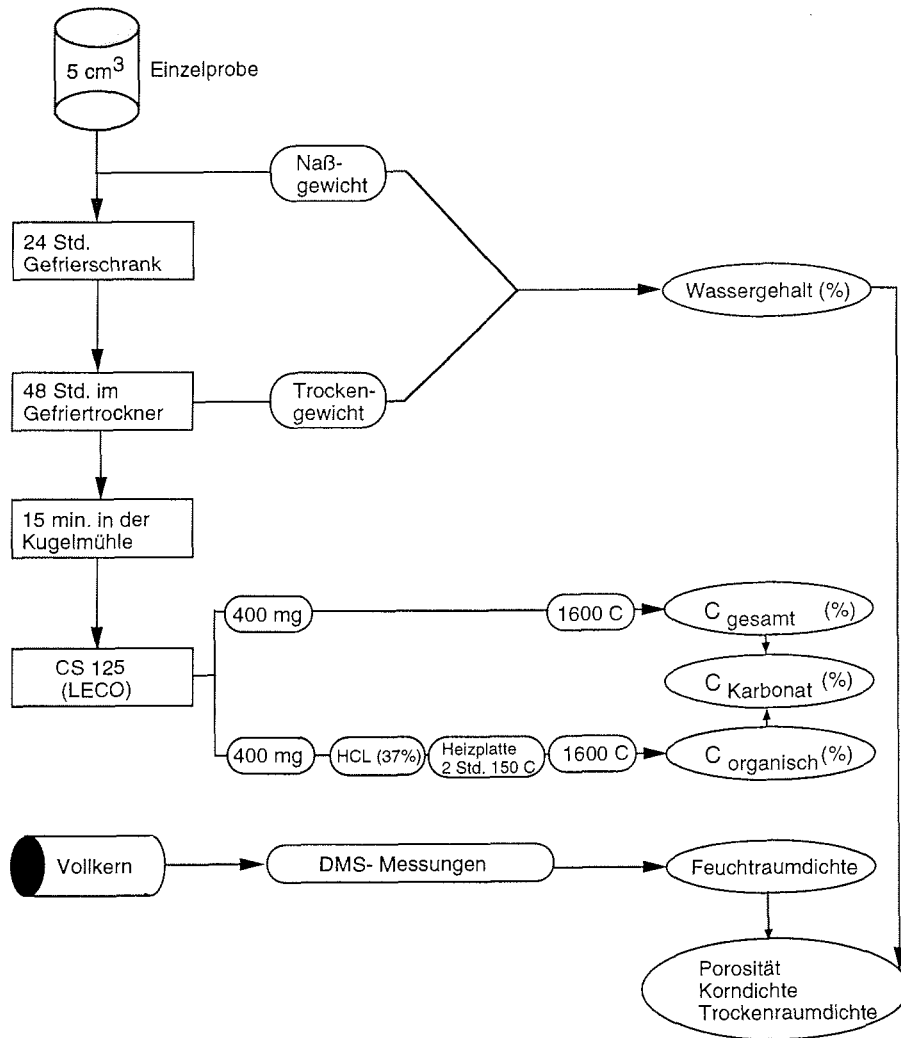 5 cm³
Einzelprobe
Naß-
gewicht
24 Std.
Gefrierschrank
Wassergehalt (%)
48 Std. im
Gefriertrockner
Trocken-
gewicht
15 min. in der
Kugelmühle
400 mg
1600 C
C gesamt (%)
CS 125
(LECO)
C Karbonat (%)
400 mg
HCL (37%)
Heizplatte
2 Std. 150 C
1600 C
C organisch (%)
Vollkern
DMS- Messungen
Feuchtraumdichte
Porosität
Korndichte
Trockenraumdichte